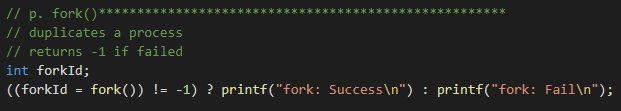 // p. fork()****************************************************
// duplicates a process
// returns -1 if failed
int forkId;
((forkId = fork()) != -1) ? printf("fork: Success\n") : printf("fork: Fail\n");